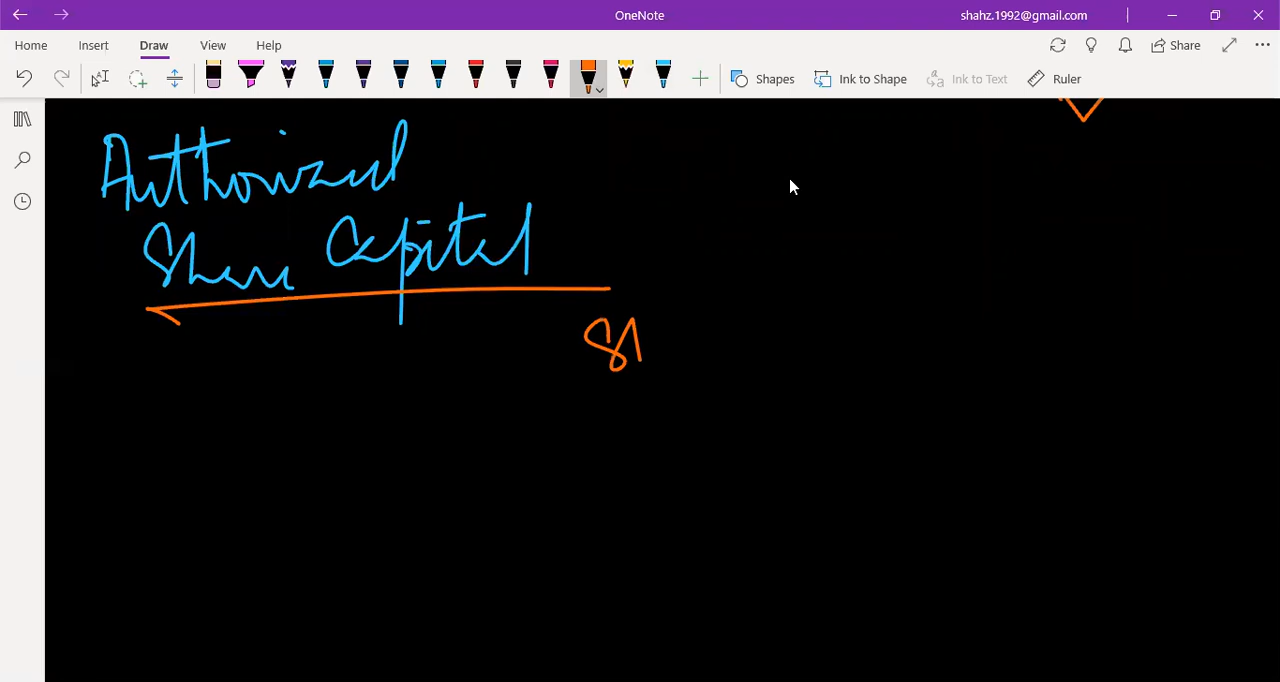 OneNote
shahz.1992@gmail.com
Home Insert Draw View Help
Share
Shapes Ink to Shape Ink to Text Ruler
Authorized
Share Capital